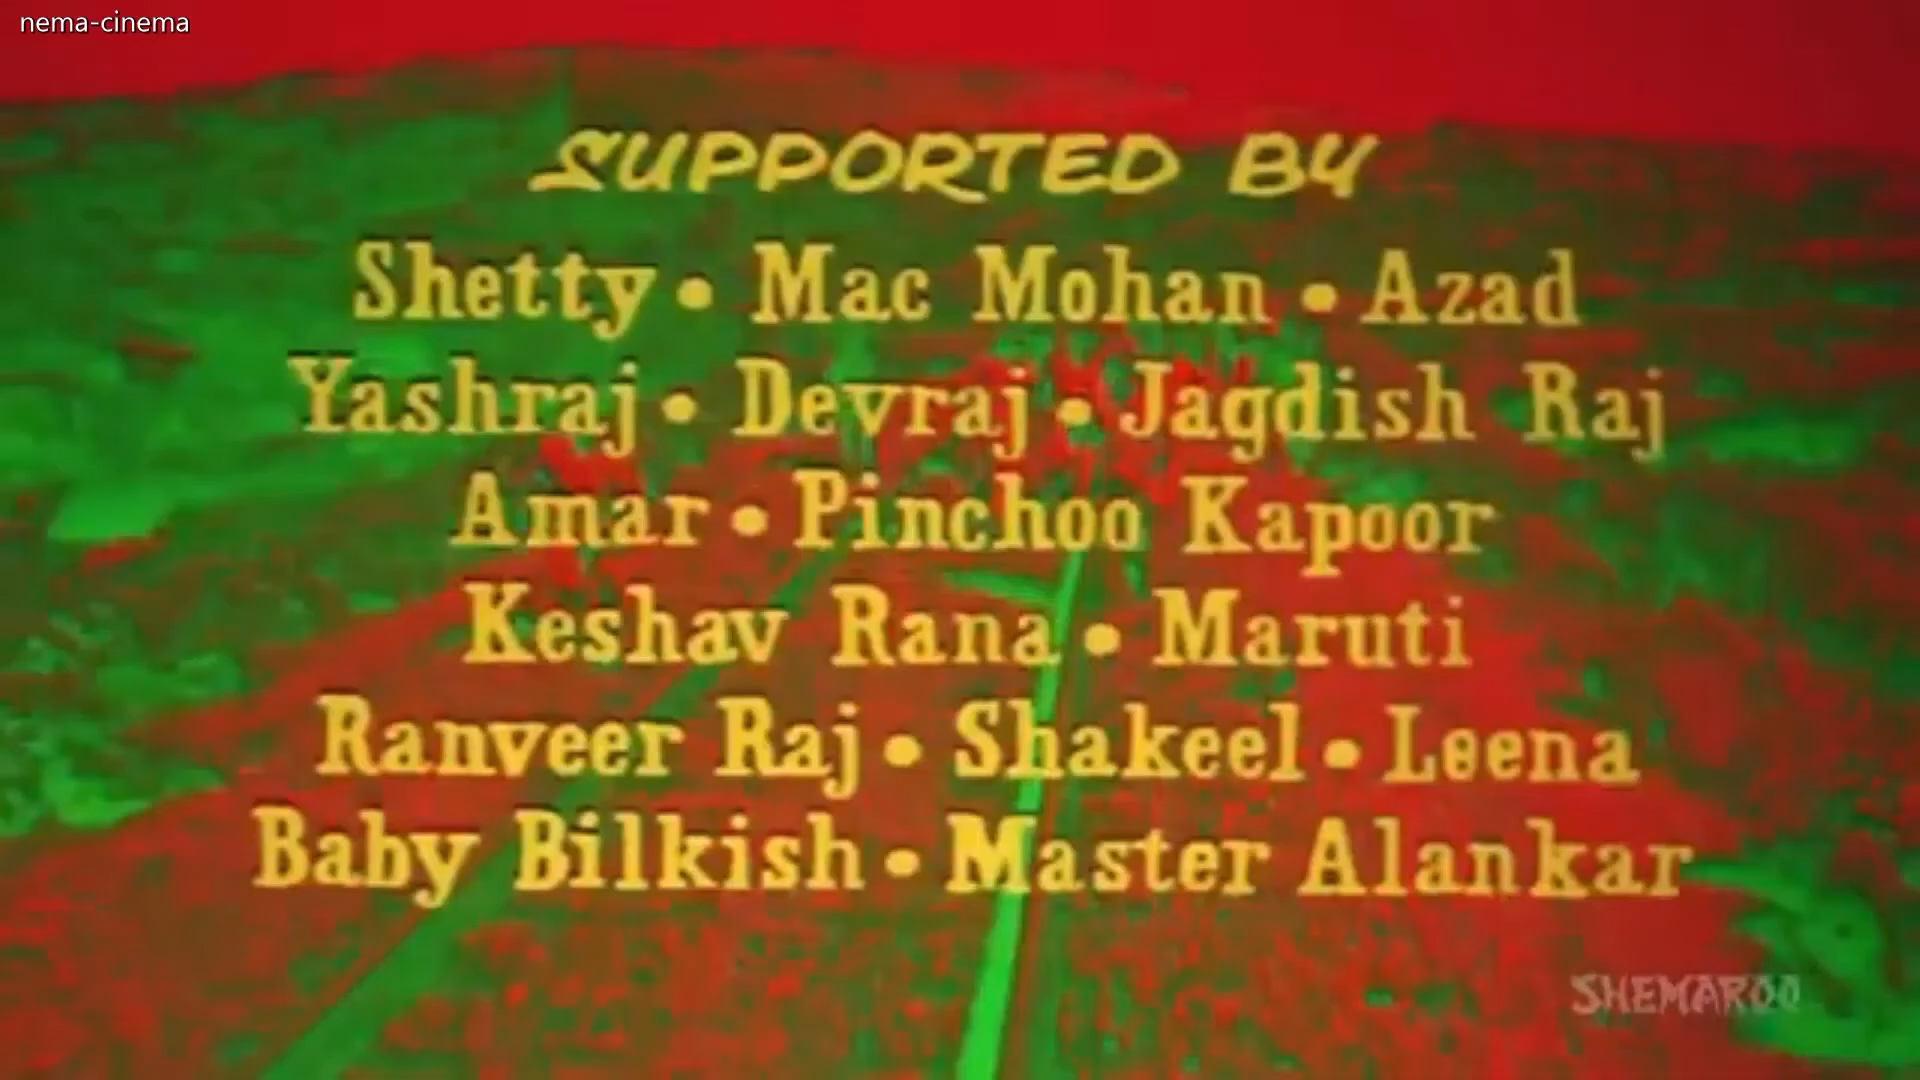 nema-cinema
SUPPORTED BY
Shetty • Mac Mohan • Azad
Yashraj • Devraj • Jagdish Raj
Amar • Pinchoo Kapoor
Keshav Rana • Maruti
Ranveer Raj • Shakeel • Leena
Baby Bilkish • Master Alankar
SHEMAROO